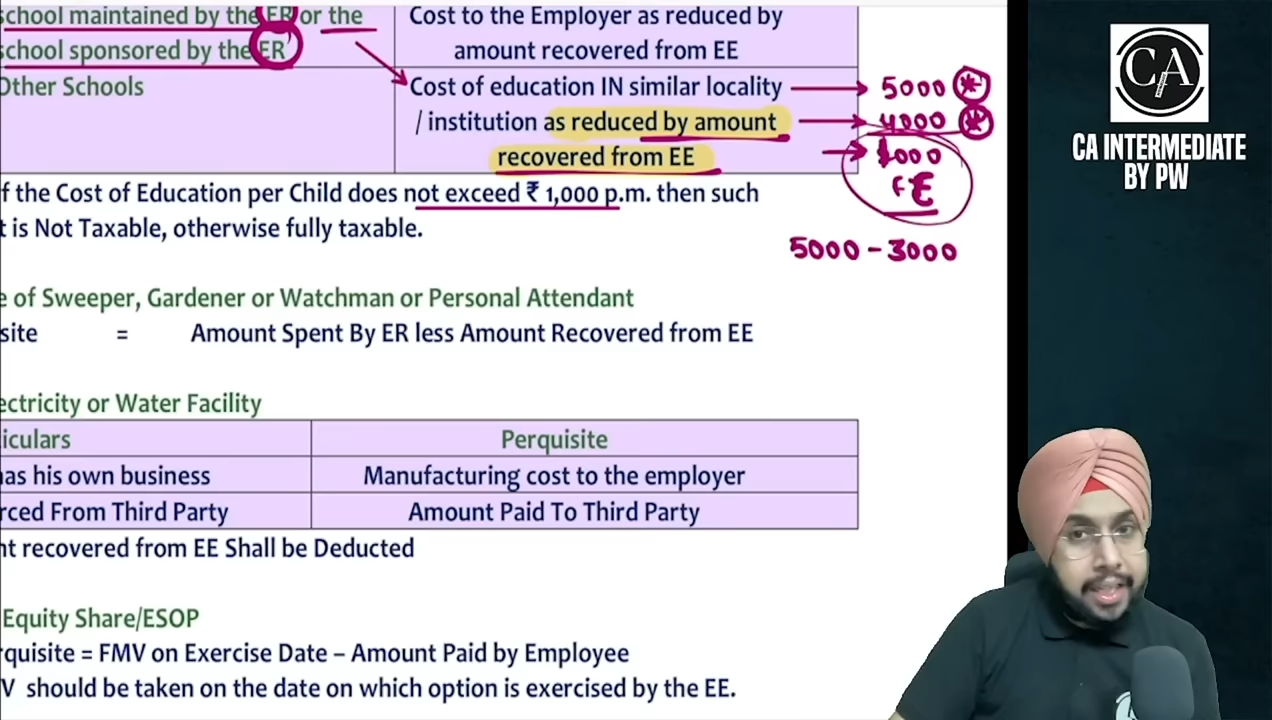 school maintained by the ER or the
Cost to the Employer as reduced by
school sponsored by the ER
amount recovered from EE
Other Schools
Cost of education IN similar locality
5000
/ institution as reduced by amount
4000
recovered from EE
1000
FE
f the Cost of Education per Child does not exceed ₹ 1,000 p.m. then such
t is Not Taxable, otherwise fully taxable.
5000 - 3000
e of Sweeper, Gardener or Watchman or Personal Attendant
site = Amount Spent By ER less Amount Recovered from EE
ectricity or Water Facility
iculars
Perquisite
as his own business
Manufacturing cost to the employer
rced From Third Party
Amount Paid To Third Party
nt recovered from EE Shall be Deducted
Equity Share/ESOP
rquisite = FMV on Exercise Date – Amount Paid by Employee
V should be taken on the date on which option is exercised by the EE.
CA
CA INTERMEDIATE
BY PW